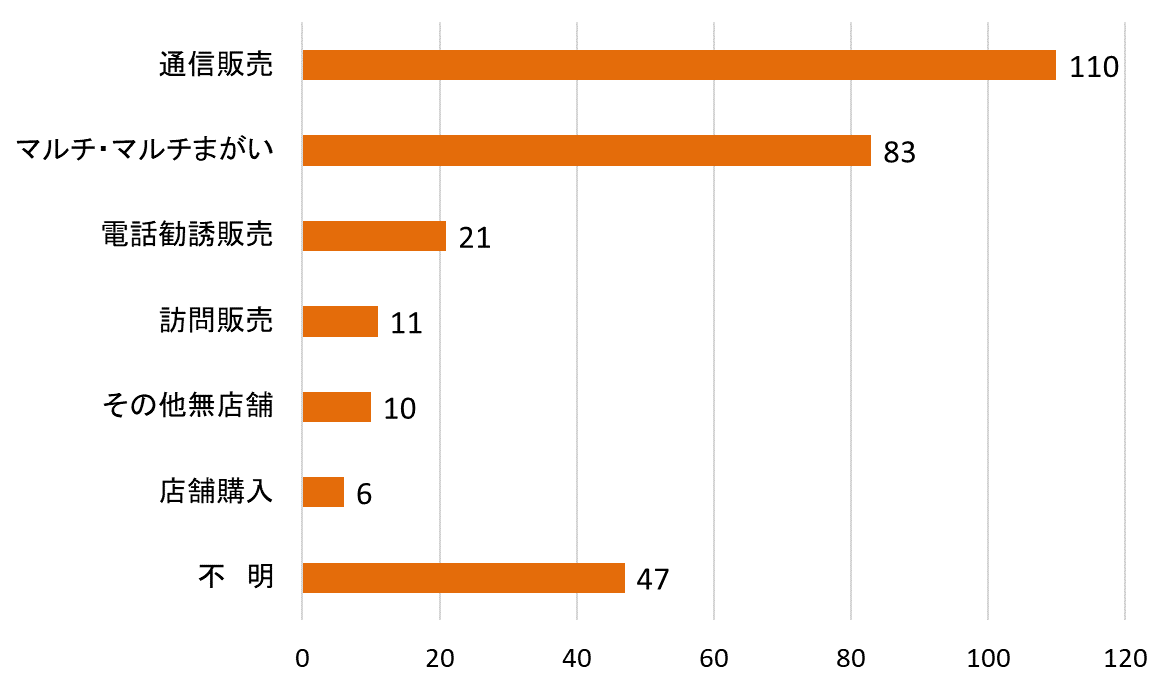 通信販売 110
マルチ・マルチまがい 83
電話勧誘販売 21
訪問販売 11
その他無店舗 10
店舗購入 6
不 明 47
0 20 40 60 80 100 120